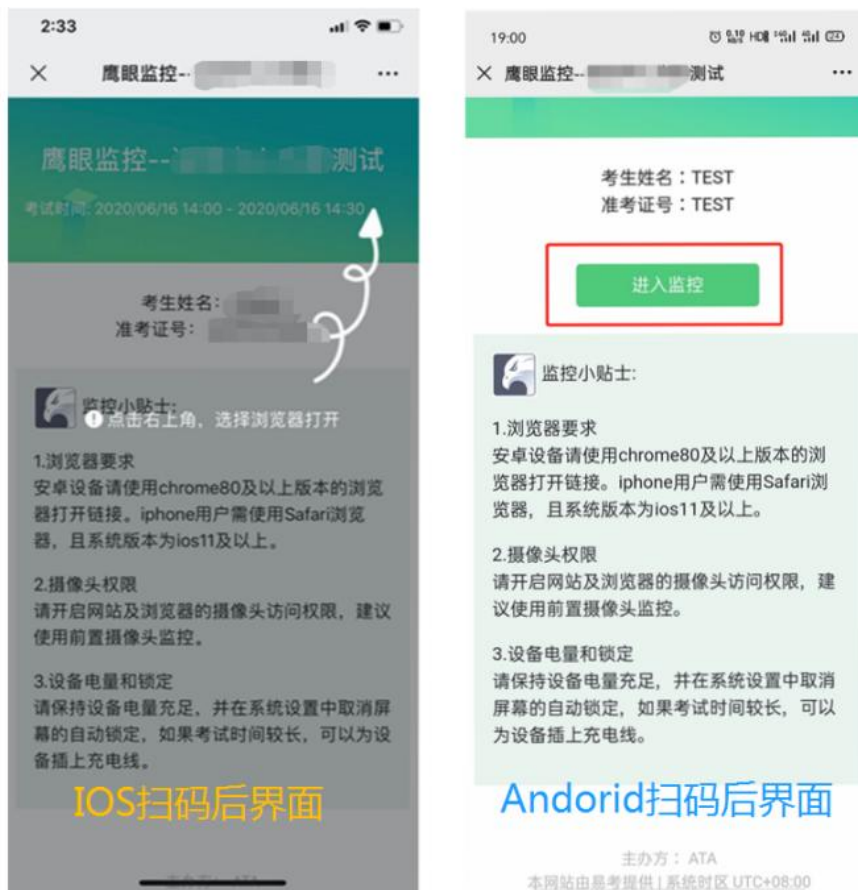 2:33
鹰眼监控--
鹰眼监控-- 测试
考试时间: 2020/06/16 14:00 - 2020/06/16 14:30
考生姓名:
准考证号:
监控小贴士:
点击右上角，选择浏览器打开
1.浏览器要求
安卓设备请使用chrome80及以上版本的浏览
器打开链接。iphone用户需使用Safari浏览
器，且系统版本为ios11及以上。
2.摄像头权限
请开启网站及浏览器的摄像头访问权限，建议
使用前置摄像头监控。
3.设备电量和锁定
请保持设备电量充足，并在系统设置中取消屏
幕的自动锁定，如果考试时间较长，可以为设
备插上充电线。
IOS扫码后界面
19:00
鹰眼监控-- 测试
考生姓名：TEST
准考证号：TEST
进入监控
监控小贴士:
1.浏览器要求
安卓设备请使用chrome80及以上版本的浏
览器打开链接。iphone用户需使用Safari浏
览器，且系统版本为ios11及以上。
2.摄像头权限
请开启网站及浏览器的摄像头访问权限，建
议使用前置摄像头监控。
3.设备电量和锁定
请保持设备电量充足，并在系统设置中取消
屏幕的自动锁定，如果考试时间较长，可以
为设备插上充电线。
Andorid扫码后界面
主办方： ATA
本网站由易考提供 | 系统时区 UTC+08:00